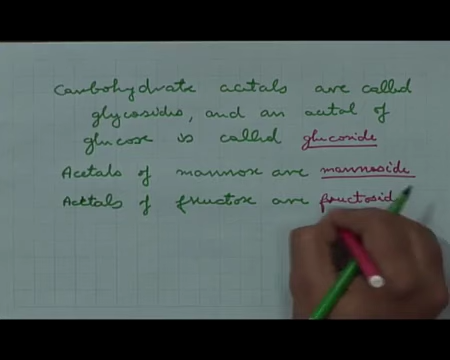 Carbohydrate acetals are called
glycosides, and an acetal of
glucose is called glucoside
Acetals of mannose are mannoside
Acetals of fructose are fructosid